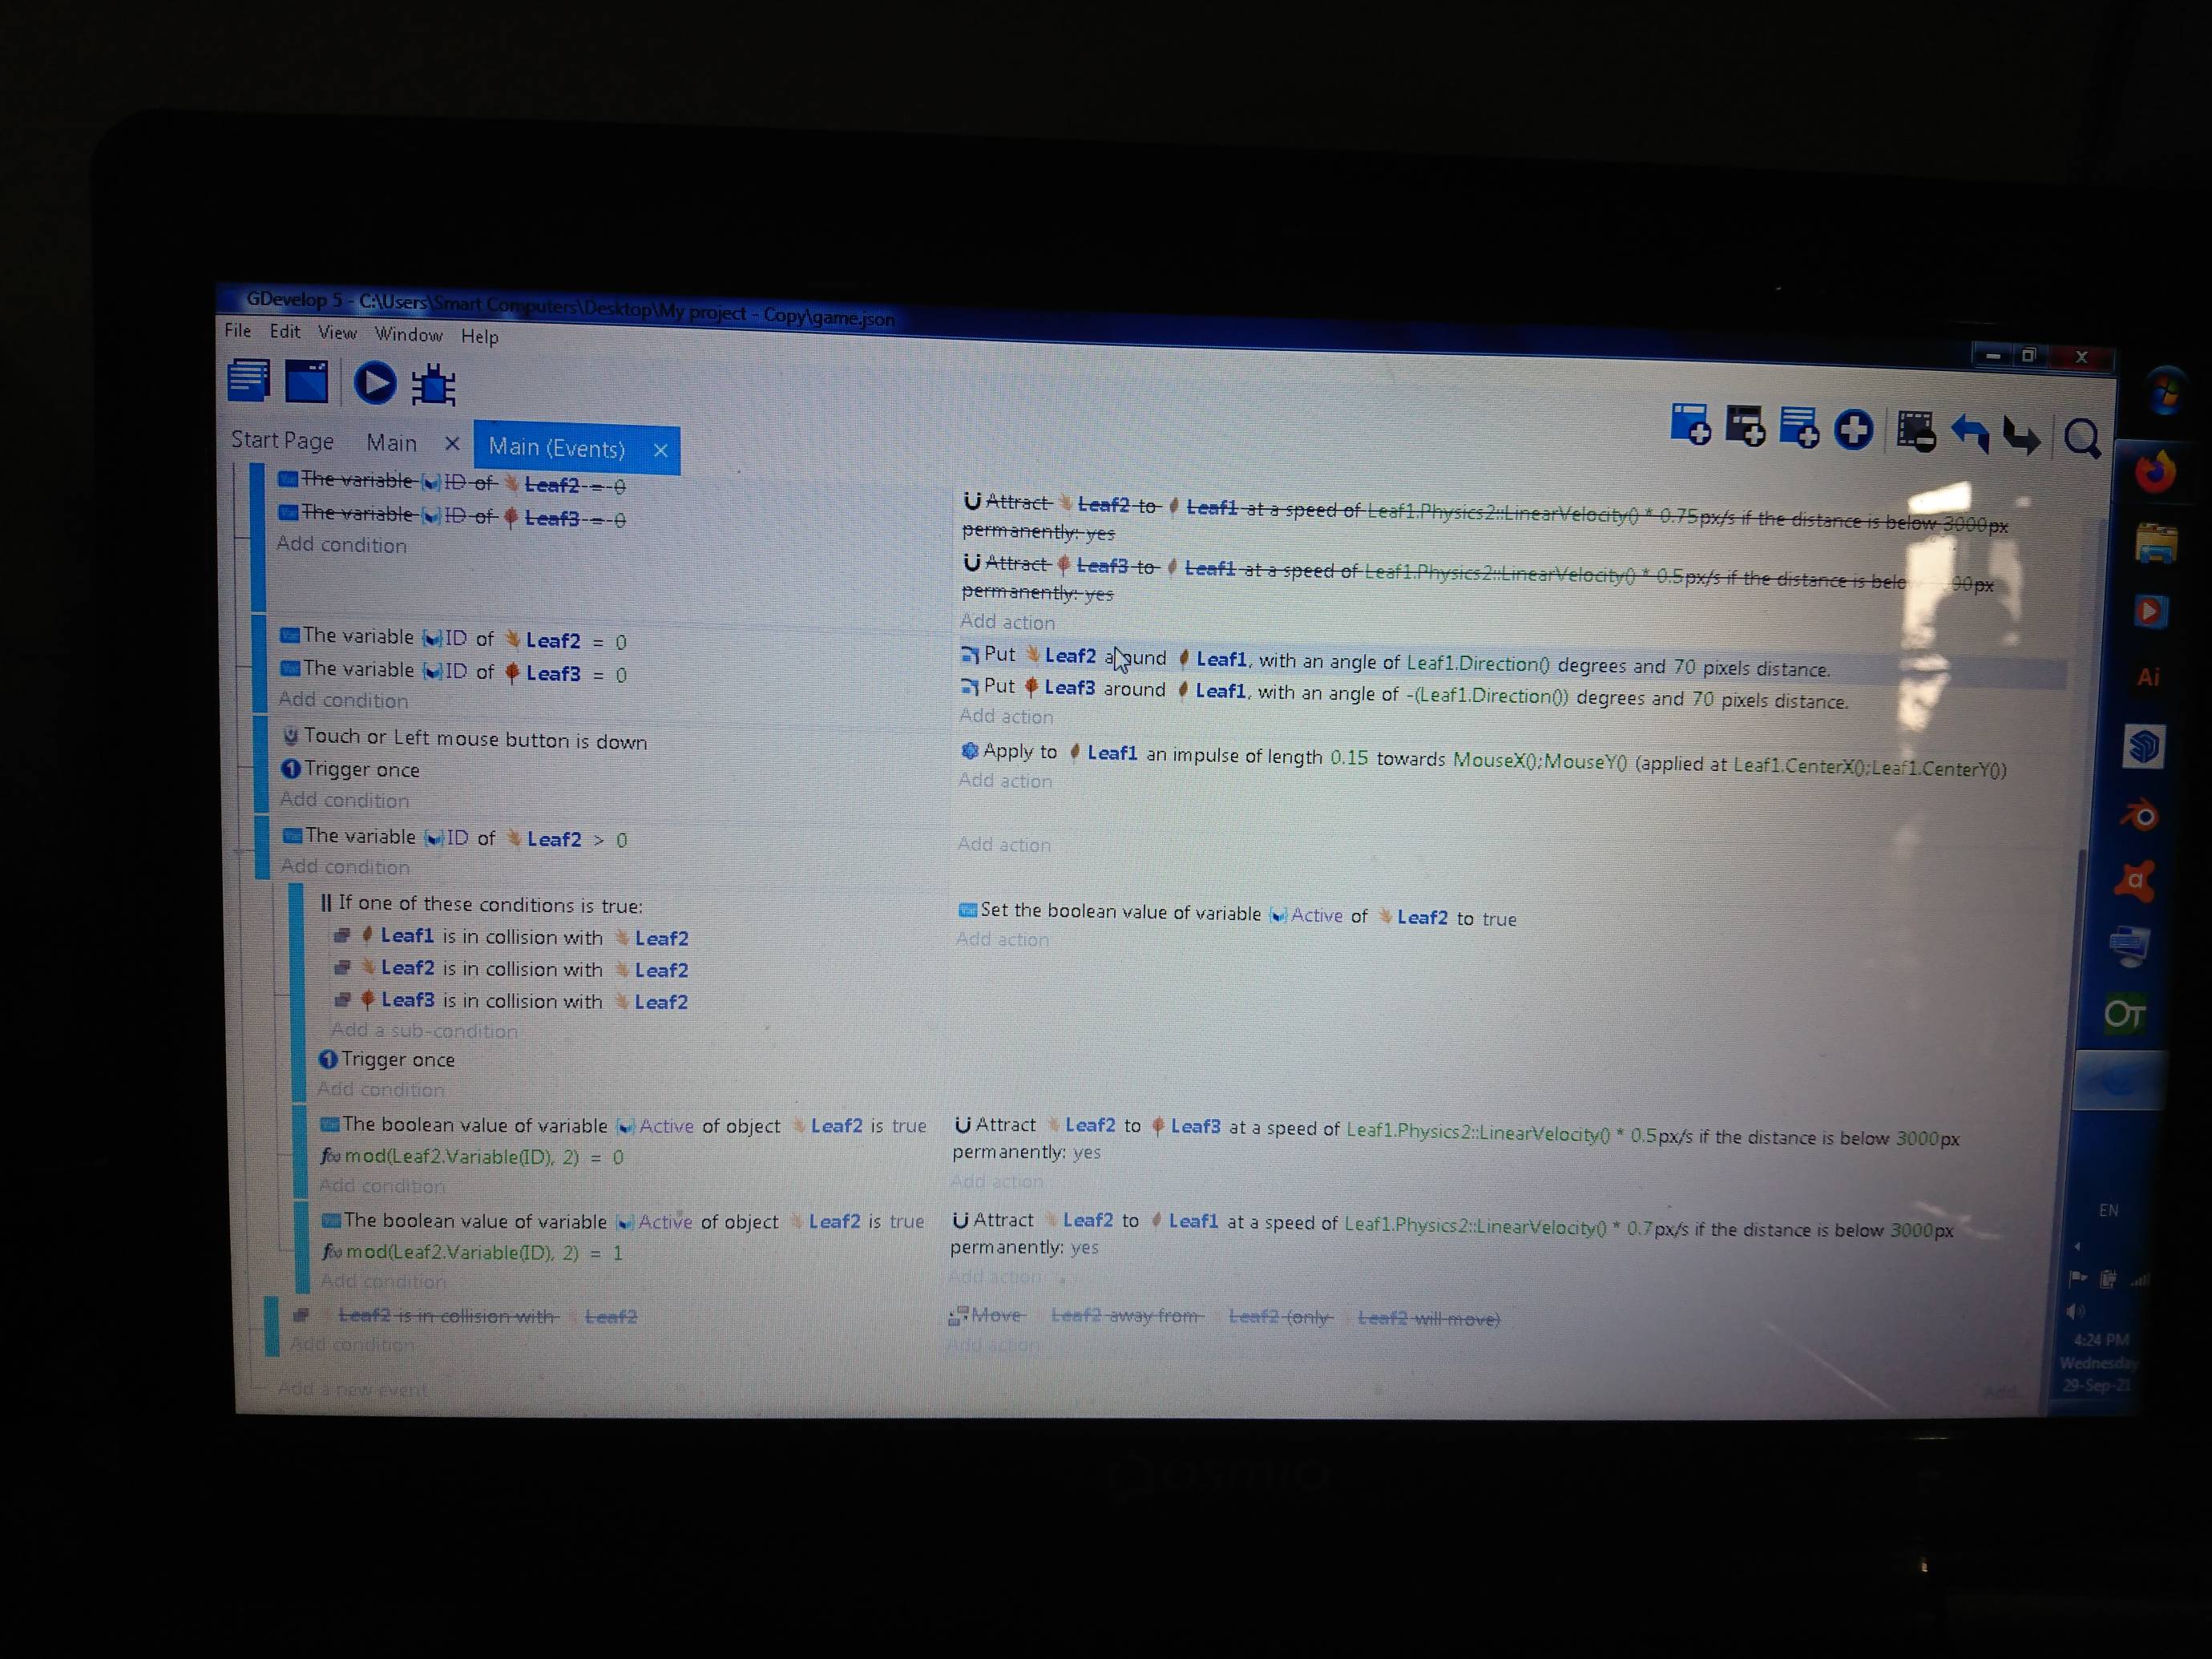 GDevelop 5 - C:\Users\Smart Computers\Desktop\My project - Copy\game.json
File Edit View Window Help
Start Page Main × Main (Events) ×
The variable ID of Leaf2 = 0
The variable ID of Leaf3 = 0
Add condition
Attract Leaf2 to Leaf1 at a speed of Leaf1.Physics2::LinearVelocity() * 0.75px/s if the distance is below 3000px
permanently: yes
Attract Leaf3 to Leaf1 at a speed of Leaf1.Physics2::LinearVelocity() * 0.5px/s if the distance is
permanently: yes
Add action
The variable ID of Leaf2 = 0
The variable ID of Leaf3 = 0
Add condition
Put Leaf2 around Leaf1, with an angle of Leaf1.Direction() degrees and 70 pixels distance.
Put Leaf3 around Leaf1, with an angle of -(Leaf1.Direction()) degrees and 70 pixels distance.
Add action
Touch or Left mouse button is down
Trigger once
Add condition
Apply to Leaf1 an impulse of length 0.15 towards MouseX();MouseY() (applied at Leaf1.CenterX();Leaf1.CenterY())
Add action
The variable ID of Leaf2 > 0
Add condition
Add action
If one of these conditions is true:
Leaf1 is in collision with Leaf2
Leaf2 is in collision with Leaf2
Leaf3 is in collision with Leaf2
Add a sub-condition
Trigger once
Add condition
Set the boolean value of variable Active of Leaf2 to true
Add action
The boolean value of variable Active of object Leaf2 is true
mod(Leaf2.Variable(ID), 2) = 0
Add condition
Attract Leaf2 to Leaf3 at a speed of Leaf1.Physics2::LinearVelocity() * 0.5px/s if the distance is below 3000px
permanently: yes
Add action
The boolean value of variable Active of object Leaf2 is true
mod(Leaf2.Variable(ID), 2) = 1
Add condition
Attract Leaf2 to Leaf1 at a speed of Leaf1.Physics2::LinearVelocity() * 0.7px/s if the distance is below 3000px
permanently: yes
Add action
Leaf2 is in collision with Leaf2
Add condition
Move Leaf2 away from Leaf2 (only Leaf2 will move)
Add action
Add a new event
Add
Ai
OT
EN
4:24 PM
Wednesday
29-Sep-21
Qosmio